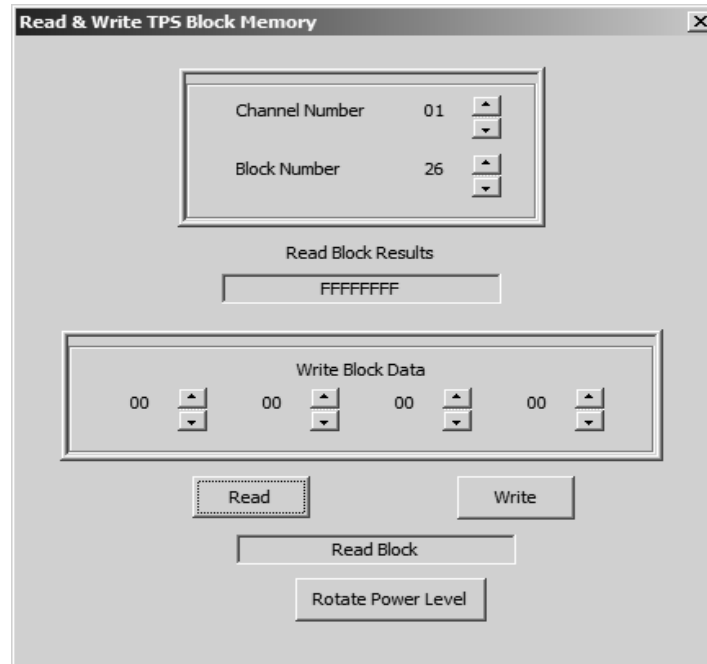 Read & Write TPS Block Memory
Channel Number 01
Block Number 26
Read Block Results
FFFFFFFF
Write Block Data
00 00 00 00
Read Write
Read Block
Rotate Power Level